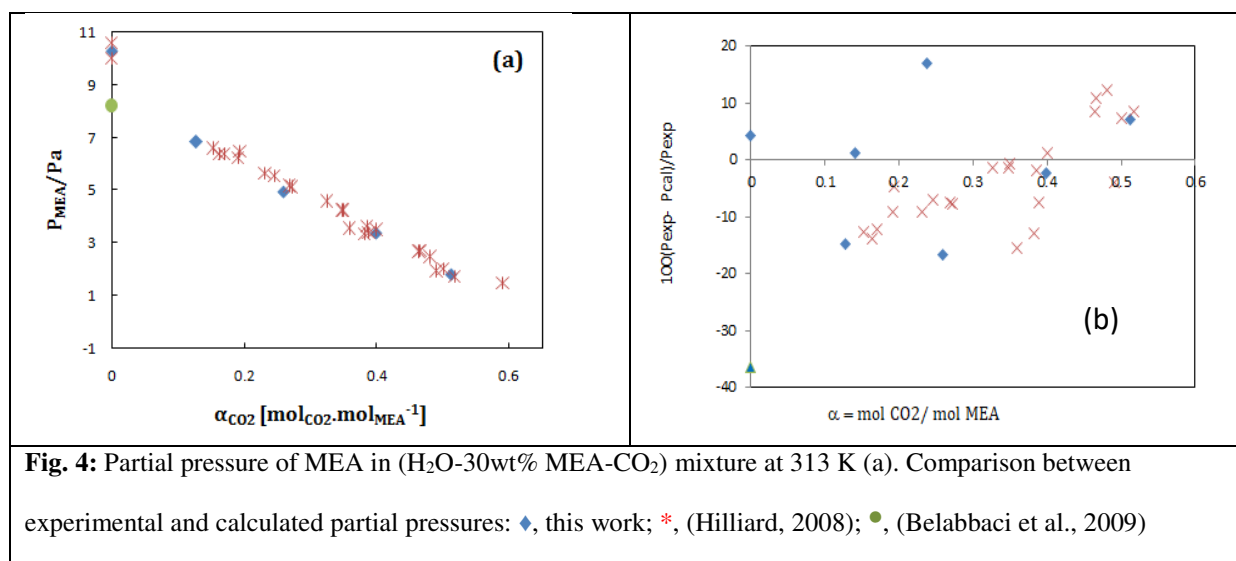 11
9
7
5
3
1
-1
P_MEA/Pa
(a)
0 0.2 0.4 0.6
α_CO2 [mol_CO2.mol_MEA^-1]
20
10
0
-10
-20
-30
-40
1OO(Pexp- Pcal)/Pexp
0 0.1 0.2 0.3 0.4 0.5 0.6
(b)
α = mol CO2/ mol MEA
Fig. 4: Partial pressure of MEA in (H₂O-30wt% MEA-CO₂) mixture at 313 K (a). Comparison between
experimental and calculated partial pressures: ♦, this work; *, (Hilliard, 2008); ●, (Belabbaci et al., 2009)